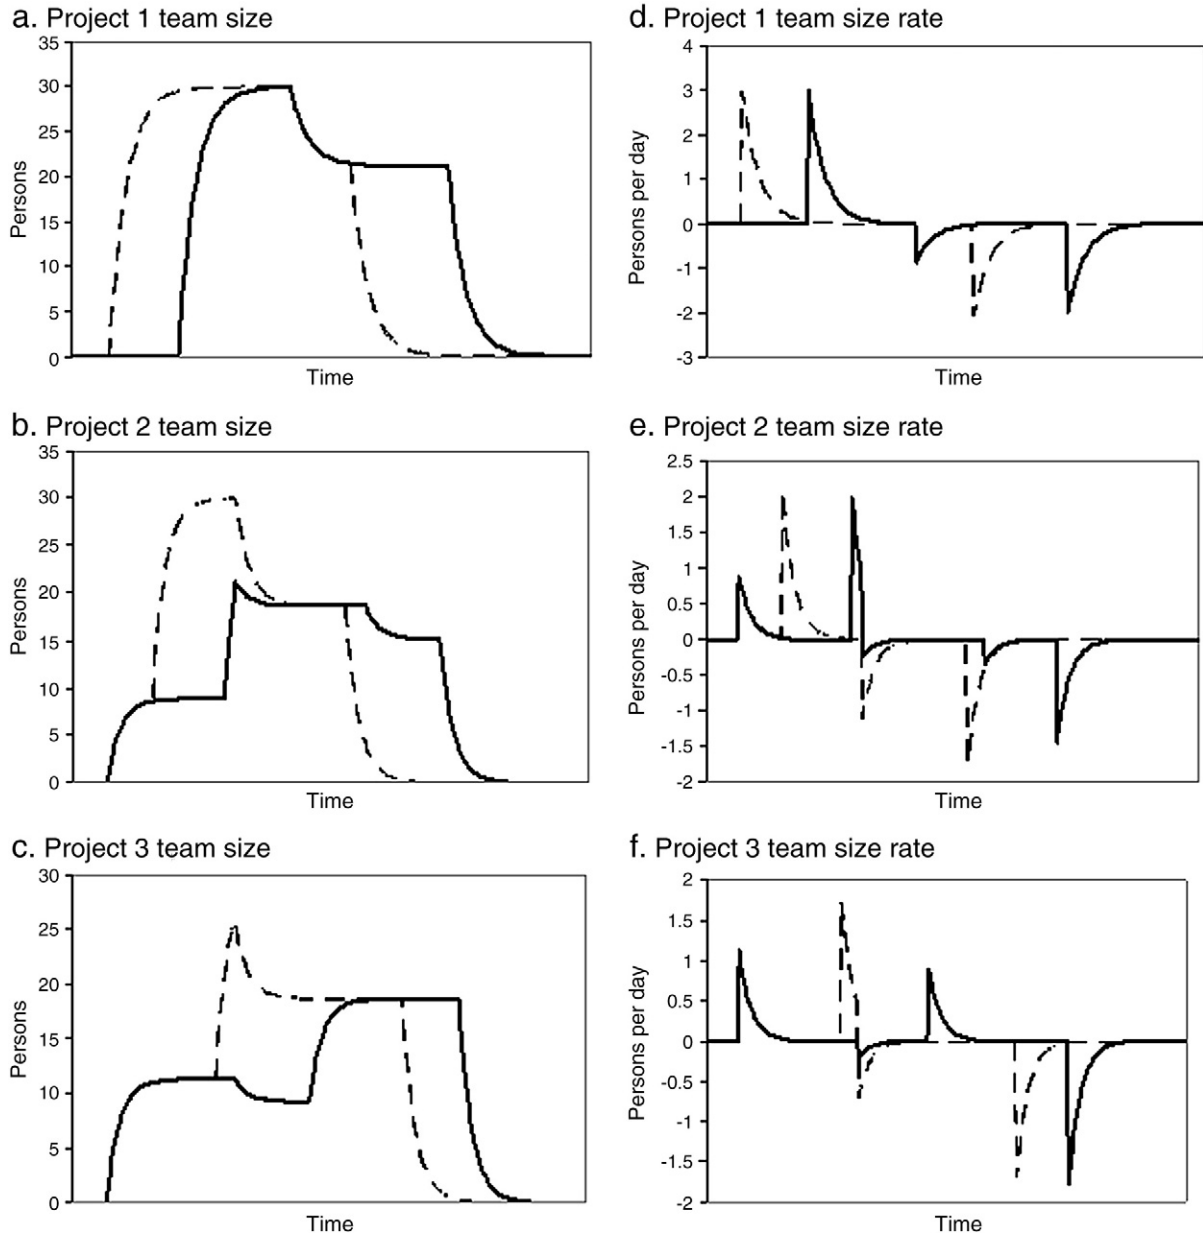 a. Project 1 team size
35
30
25
20
15
10
5
0
Persons
Time
d. Project 1 team size rate
4
3
2
1
0
-1
-2
-3
Persons per day
Time
b. Project 2 team size
35
30
25
20
15
10
5
0
Persons
Time
e. Project 2 team size rate
2.5
2
1.5
1
0.5
0
-0.5
-1
-1.5
-2
Persons per day
Time
c. Project 3 team size
30
25
20
15
10
5
0
Persons
Time
f. Project 3 team size rate
2
1.5
1
0.5
0
-0.5
-1
-1.5
-2
Persons per day
Time